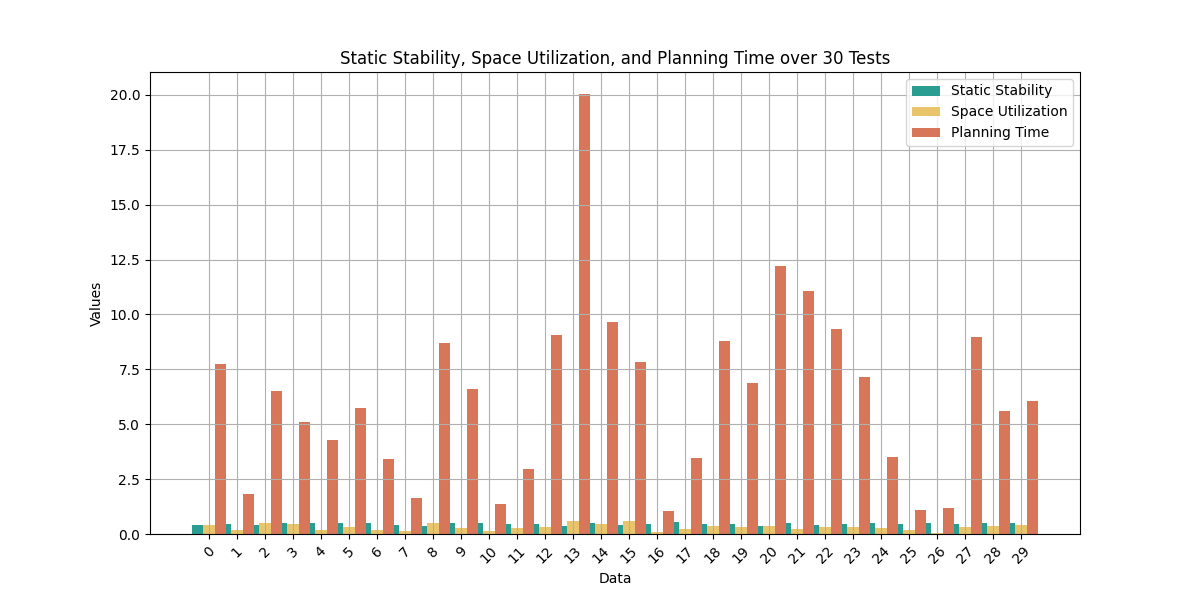 Static Stability, Space Utilization, and Planning Time over 30 Tests
Static Stability
Space Utilization
Planning Time
Values
20.0
17.5
15.0
12.5
10.0
7.5
5.0
2.5
0.0
0 1 2 3 4 5 6 7 8 9 10 11 12 13 14 15 16 17 18 19 20 21 22 23 24 25 26 27 28 29
Data